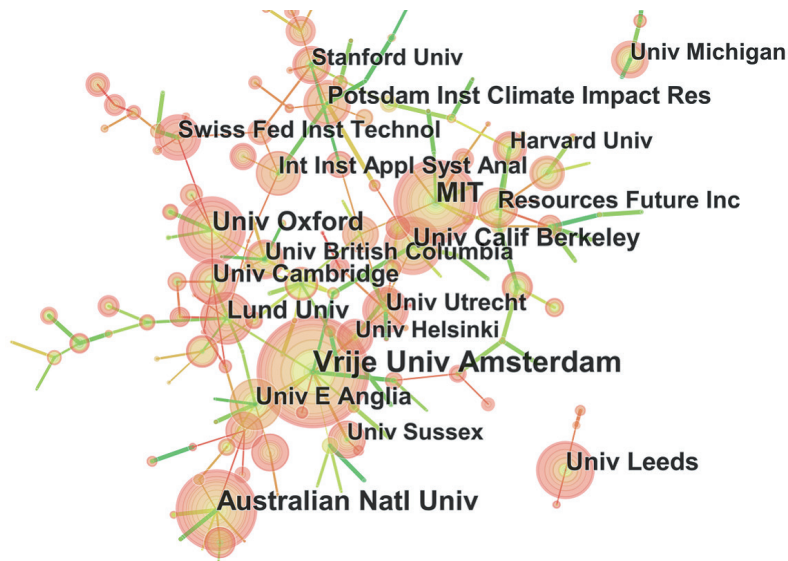 Univ Michigan
Stanford Univ
Potsdam Inst Climate Impact Res
Swiss Fed Inst Technol
Harvard Univ
Int Inst Appl Syst Anal
MIT
Resources Future Inc
Univ Oxford
Univ Calif Berkeley
Univ British Columbia
Univ Cambridge
Univ Utrecht
Lund Univ
Univ Helsinki
Vrije Univ Amsterdam
Univ E Anglia
Univ Sussex
Univ Leeds
Australian Natl Univ